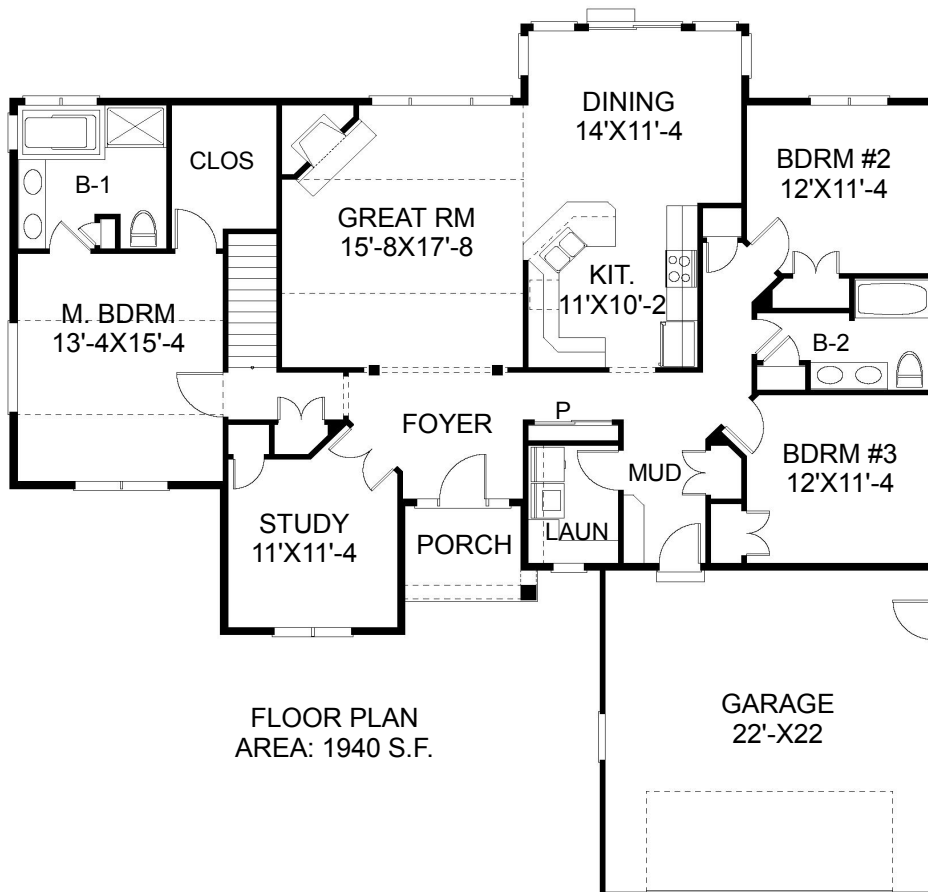 DINING
14'X11'-4
CLOS
BDRM #2
12'X11'-4
B-1
GREAT RM
15'-8X17'-8
KIT.
11'X10'-2
M. BDRM
13'-4X15'-4
B-2
P
FOYER
BDRM #3
12'X11'-4
MUD
STUDY
11'X11'-4
LAUN
PORCH
GARAGE
22'-X22
FLOOR PLAN
AREA: 1940 S.F.